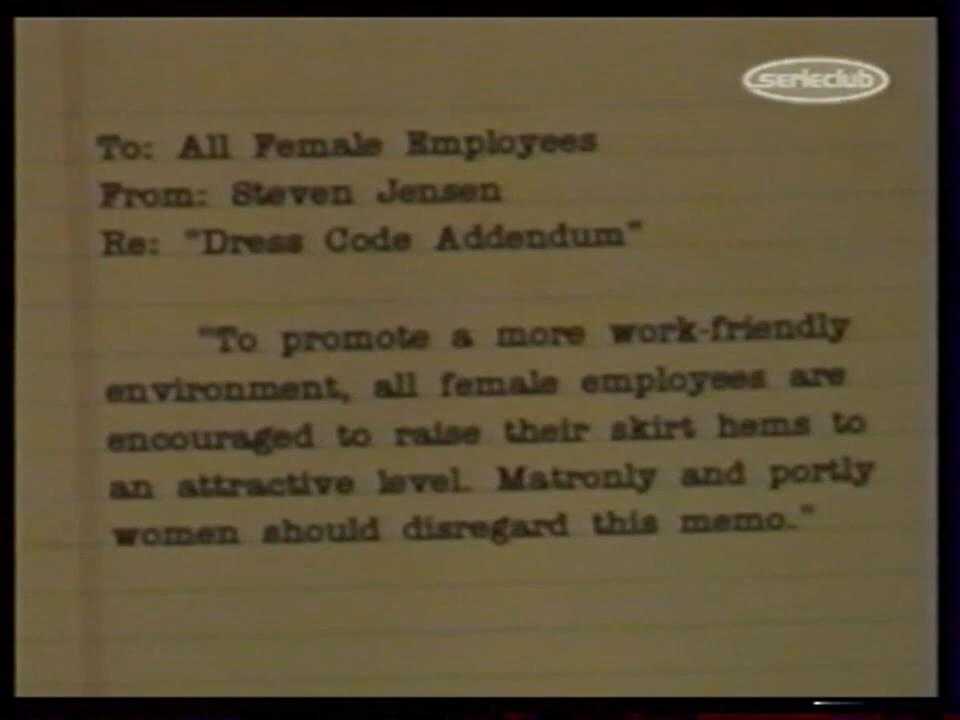 serieclub
To: All Female Employees
From: Steven Jensen
Re: "Dress Code Addendum"
"To promote a more work-friendly
environment, all female employees are
encouraged to raise their skirt hems to
an attractive level. Matronly and portly
women should disregard this memo."